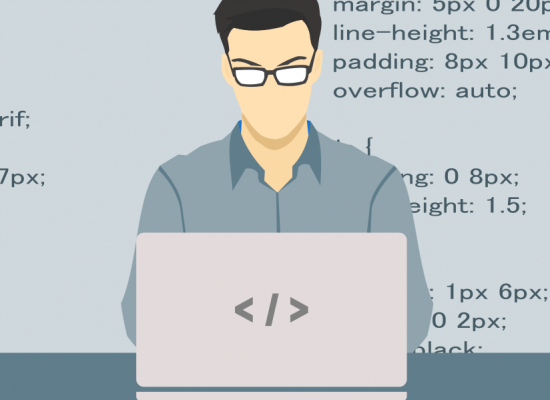 margin: 5px 0 20p
line-height: 1.3em
padding: 8px 10px
overflow: auto;
rif;
{
7px;
ng: 0 8px;
eight: 1.5;
</>
: 1px 6px;
0 2px;
black;